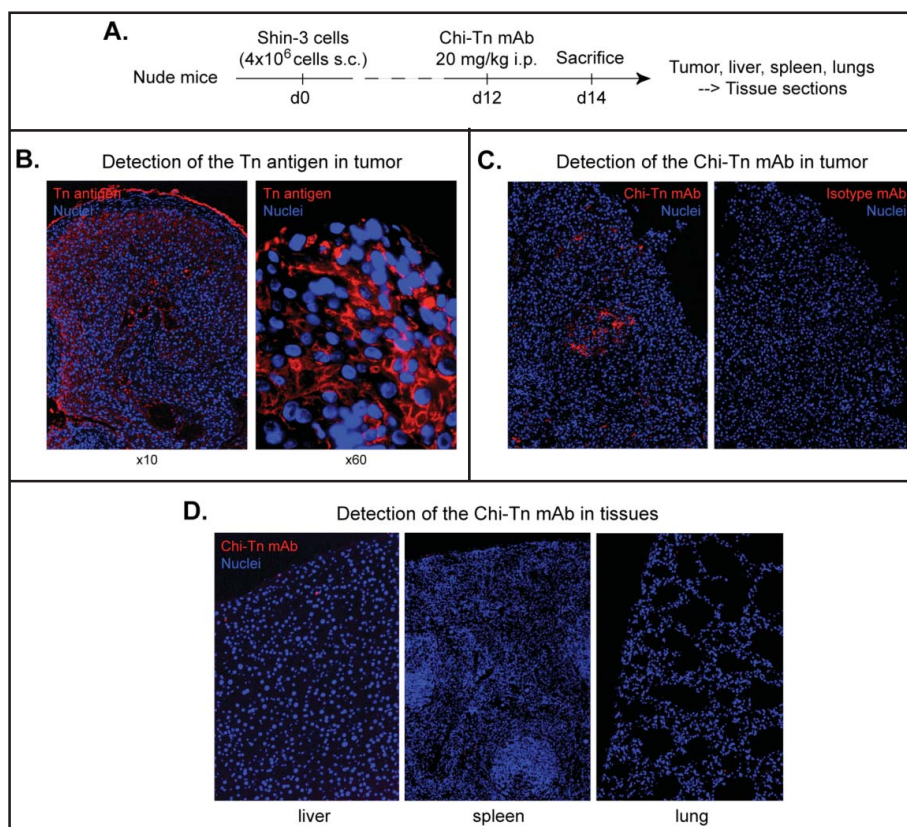 A.
Shin-3 cells
(4x10⁶ cells s.c.)
Chi-Tn mAb
20 mg/kg i.p.
Sacrifice
Nude mice
d0
d12
d14
Tumor, liver, spleen, lungs
--> Tissue sections
B.
Detection of the Tn antigen in tumor
Tn antigen
Nuclei
Tn antigen
Nuclei
x10
x60
C.
Detection of the Chi-Tn mAb in tumor
Chi-Tn mAb
Nuclei
Isotype mAb
Nuclei
D.
Detection of the Chi-Tn mAb in tissues
Chi-Tn mAb
Nuclei
liver
spleen
lung